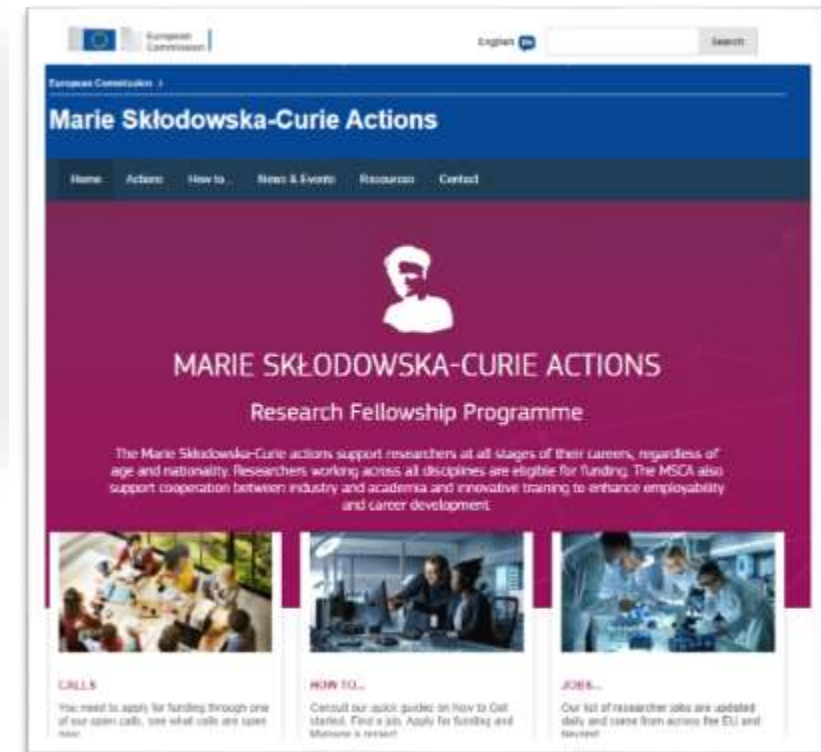 European
Commission
English EN
Search
European Commission >
Marie Skłodowska-Curie Actions
Home Actions How to... News & Events Resources Contact
MARIE SKŁODOWSKA-CURIE ACTIONS
Research Fellowship Programme
The Marie Skłodowska-Curie actions support researchers at all stages of their careers, regardless of
age and nationality. Researchers working across all disciplines are eligible for funding. The MSCA also
support cooperation between industry and academia and innovative training to enhance employability
and career development.
CALLS
You need to apply for funding through one
of our open calls, see what calls are open
now.
HOW TO...
Consult our quick guides on How to Get
started, Find a job, Apply for funding and
Manage a project
JOBS...
Our list of researcher jobs are updated
daily and come from across the EU and
beyond.